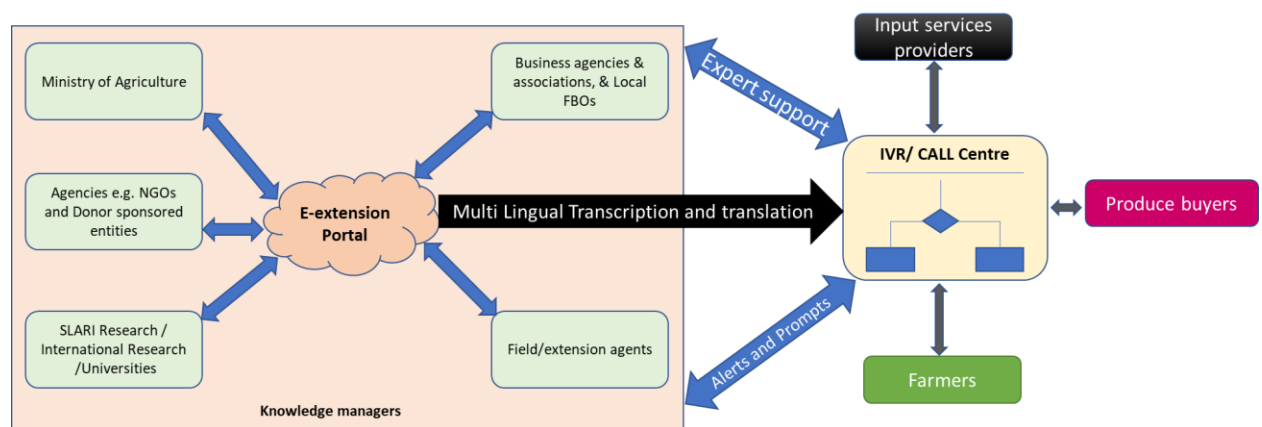 Ministry of Agriculture
Agencies e.g. NGOs
and Donor sponsored
entities
SLARI Research /
International Research
/Universities
E-extension
Portal
Business agencies &
associations, & Local
FBOs
Field/extension agents
Knowledge managers
Multi Lingual Transcription and translation
Expert support
Alerts and Prompts
Input services
providers
IVR/ CALL Centre
Produce buyers
Farmers